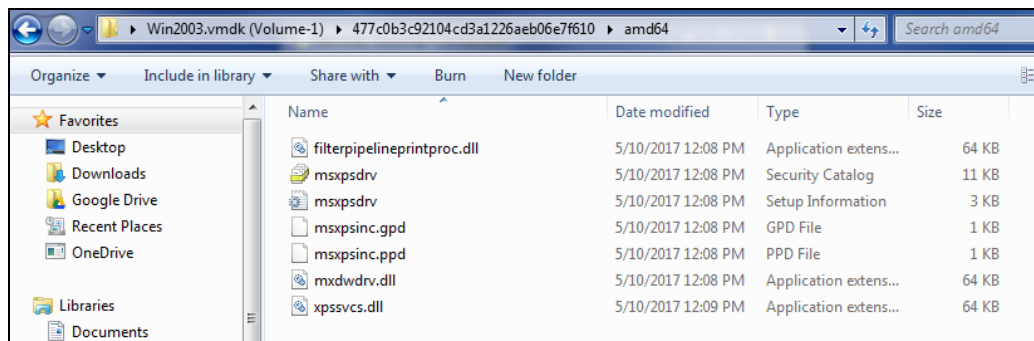 Win2003.vmdk (Volume-1) 477c0b3c92104cd3a1226aeb06e7f610 amd64 Search amd64
Organize Include in library Share with Burn New folder
Favorites
Desktop
Downloads
Google Drive
Recent Places
OneDrive
Libraries
Documents
Name Date modified Type Size
filterpipelineprintproc.dll 5/10/2017 12:08 PM Application extens... 64 KB
msxpsdrv 5/10/2017 12:08 PM Security Catalog 11 KB
msxpsdrv 5/10/2017 12:08 PM Setup Information 3 KB
msxpsinc.gpd 5/10/2017 12:08 PM GPD File 1 KB
msxpsinc.ppd 5/10/2017 12:08 PM PPD File 1 KB
mxdwdrv.dll 5/10/2017 12:08 PM Application extens... 64 KB
xpssvcs.dll 5/10/2017 12:09 PM Application extens... 64 KB